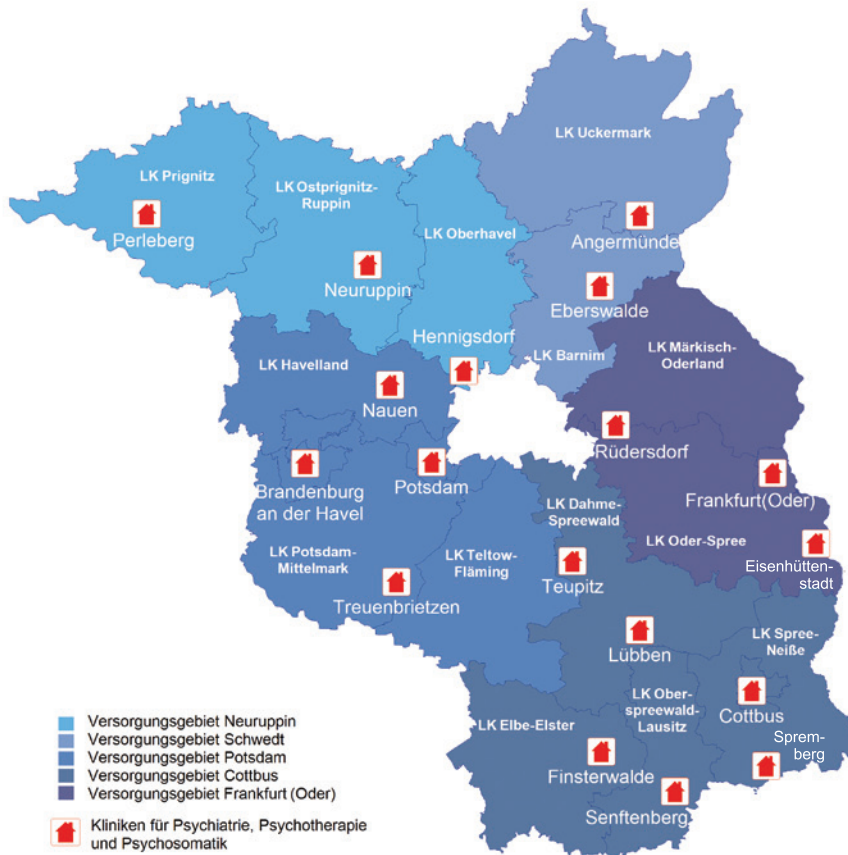 LK Uckermark
LK Prignitz
LK Ostprignitz-
Ruppin
LK Oberhavel
Perleberg
Angermünde
Neuruppin
Eberswalde
Hennigsdorf
LK Barnim
LK Märkisch-
Oderland
LK Havelland
Nauen
Rüdersdorf
Brandenburg
an der Havel
Potsdam
Frankfurt(Oder)
LK Dahme-
Spreewald
LK Oder-Spree
LK Potsdam-
Mittelmark
LK Teltow-
Fläming
Teupitz
Eisenhütten-
stadt
Treuenbrietzen
Lübben
LK Spree-
Neiße
LK Ober-
spreewald-
Lausitz
LK Elbe-Elster
Cottbus
Sprem-
berg
Finsterwalde
Senftenberg
Versorgungsgebiet Neuruppin
Versorgungsgebiet Schwedt
Versorgungsgebiet Potsdam
Versorgungsgebiet Cottbus
Versorgungsgebiet Frankfurt (Oder)
Kliniken für Psychiatrie, Psychotherapie
und Psychosomatik